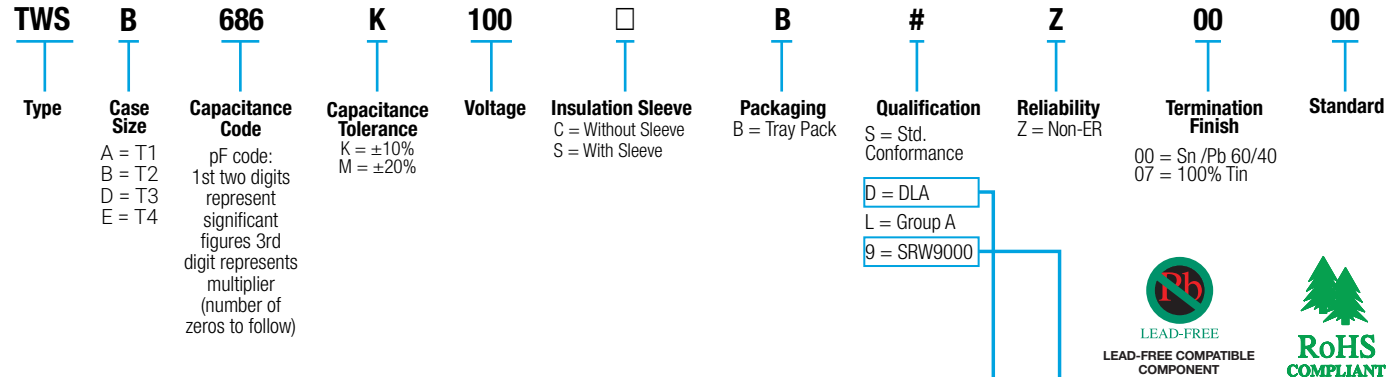 TWS B 686 K 100 □ B # Z 00 00
Type
Case
Size
A = T1
B = T2
D = T3
E = T4
Capacitance
Code
pF code:
1st two digits
represent
significant
figures 3rd
digit represents
multiplier
(number of
zeros to follow)
Capacitance
Tolerance
K = ±10%
M = ±20%
Voltage
Insulation Sleeve
C = Without Sleeve
S = With Sleeve
Packaging
B = Tray Pack
Qualification
S = Std.
Conformance
D = DLA
L = Group A
9 = SRW9000
Reliability
Z = Non-ER
Termination
Finish
00 = Sn /Pb 60/40
07 = 100% Tin
Standard
Pb
LEAD-FREE
LEAD-FREE COMPATIBLE
COMPONENT
RoHS
COMPLIANT